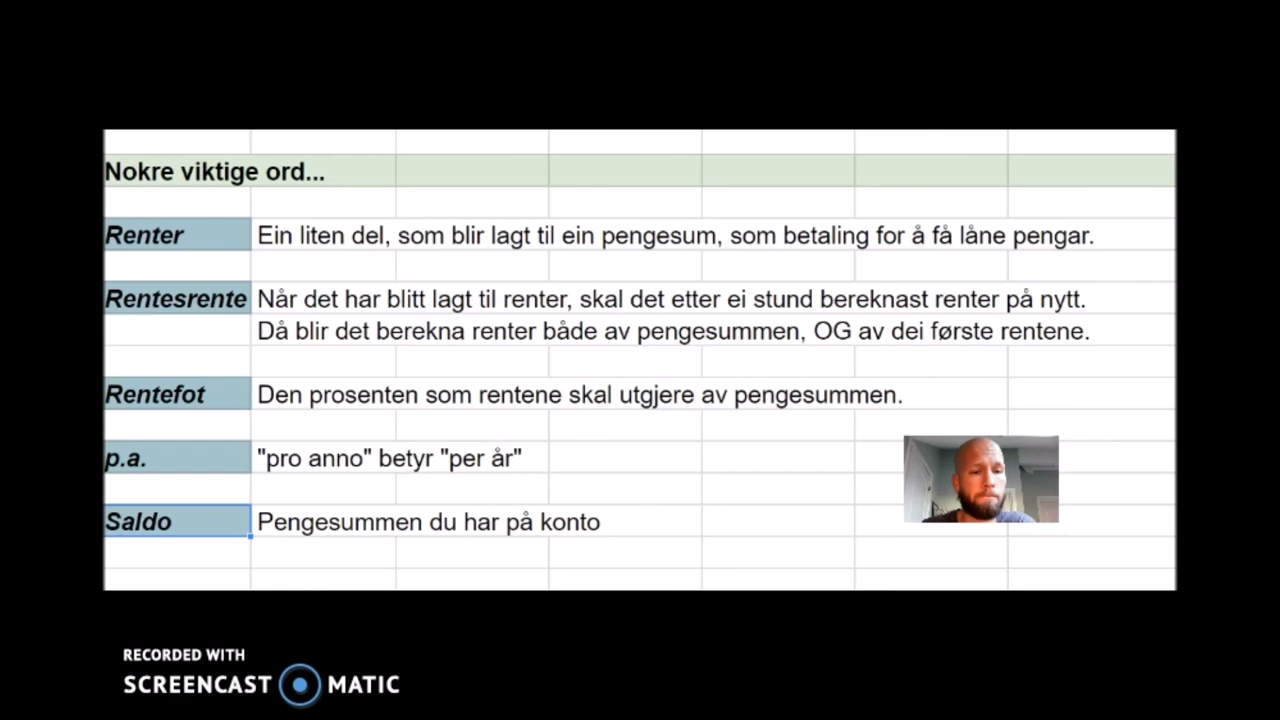 Nokre viktige ord...
Renter Ein liten del, som blir lagt til ein pengesum, som betaling for å få låne pengar.
Rentesrente Når det har blitt lagt til renter, skal det etter ei stund bereknast renter på nytt.
Då blir det berekna renter både av pengesummen, OG av dei første rentene.
Rentefot Den prosenten som rentene skal utgjere av pengesummen.
p.a. "pro anno" betyr "per år"
Saldo Pengesummen du har på konto
RECORDED WITH
SCREENCAST MATIC